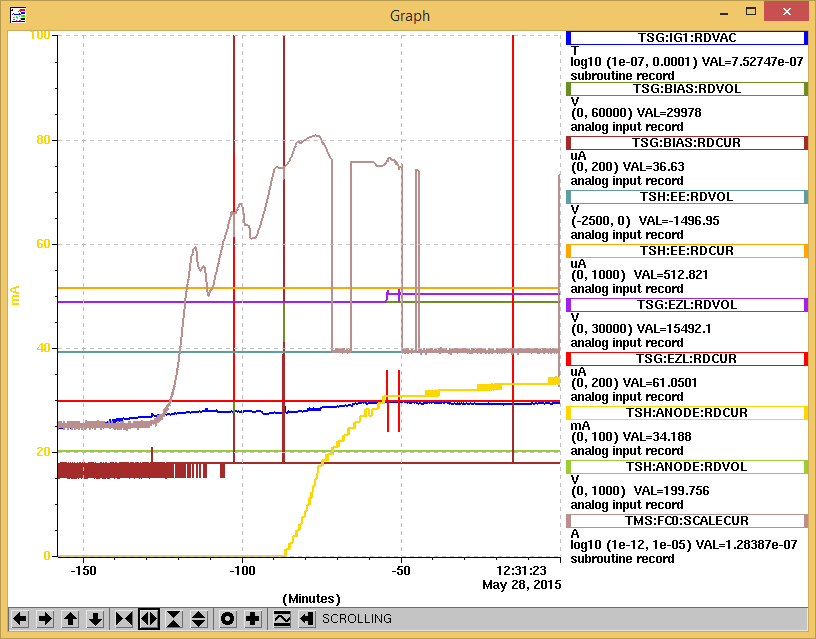 Graph
100
80
60
40
20
0
mA
-150
-100
-50
12:31:23
May 28, 2015
(Minutes)
TSG:IG1:RDVAC
T
log10 (1e-07, 0.0001) VAL=7.52747e-07
subroutine record
TSG:BIAS:RDVOL
V
(0, 60000) VAL=29978
analog input record
TSG:BIAS:RDCUR
uA
(0, 200) VAL=36.63
analog input record
TSH:EE:RDVOL
V
(-2500, 0) VAL=-1496.95
analog input record
TSH:EE:RDCUR
uA
(0, 1000) VAL=512.821
analog input record
TSG:EZL:RDVOL
V
(0, 30000) VAL=15492.1
analog input record
TSG:EZL:RDCUR
uA
(0, 200) VAL=61.0501
analog input record
TSH:ANODE:RDCUR
mA
(0, 100) VAL=34.188
analog input record
TSH:ANODE:RDVOL
V
(0, 1000) VAL=199.756
analog input record
TMS:FC0:SCALECUR
A
log10 (1e-12, 1e-05) VAL=1.28387e-07
subroutine record
SCROLLING